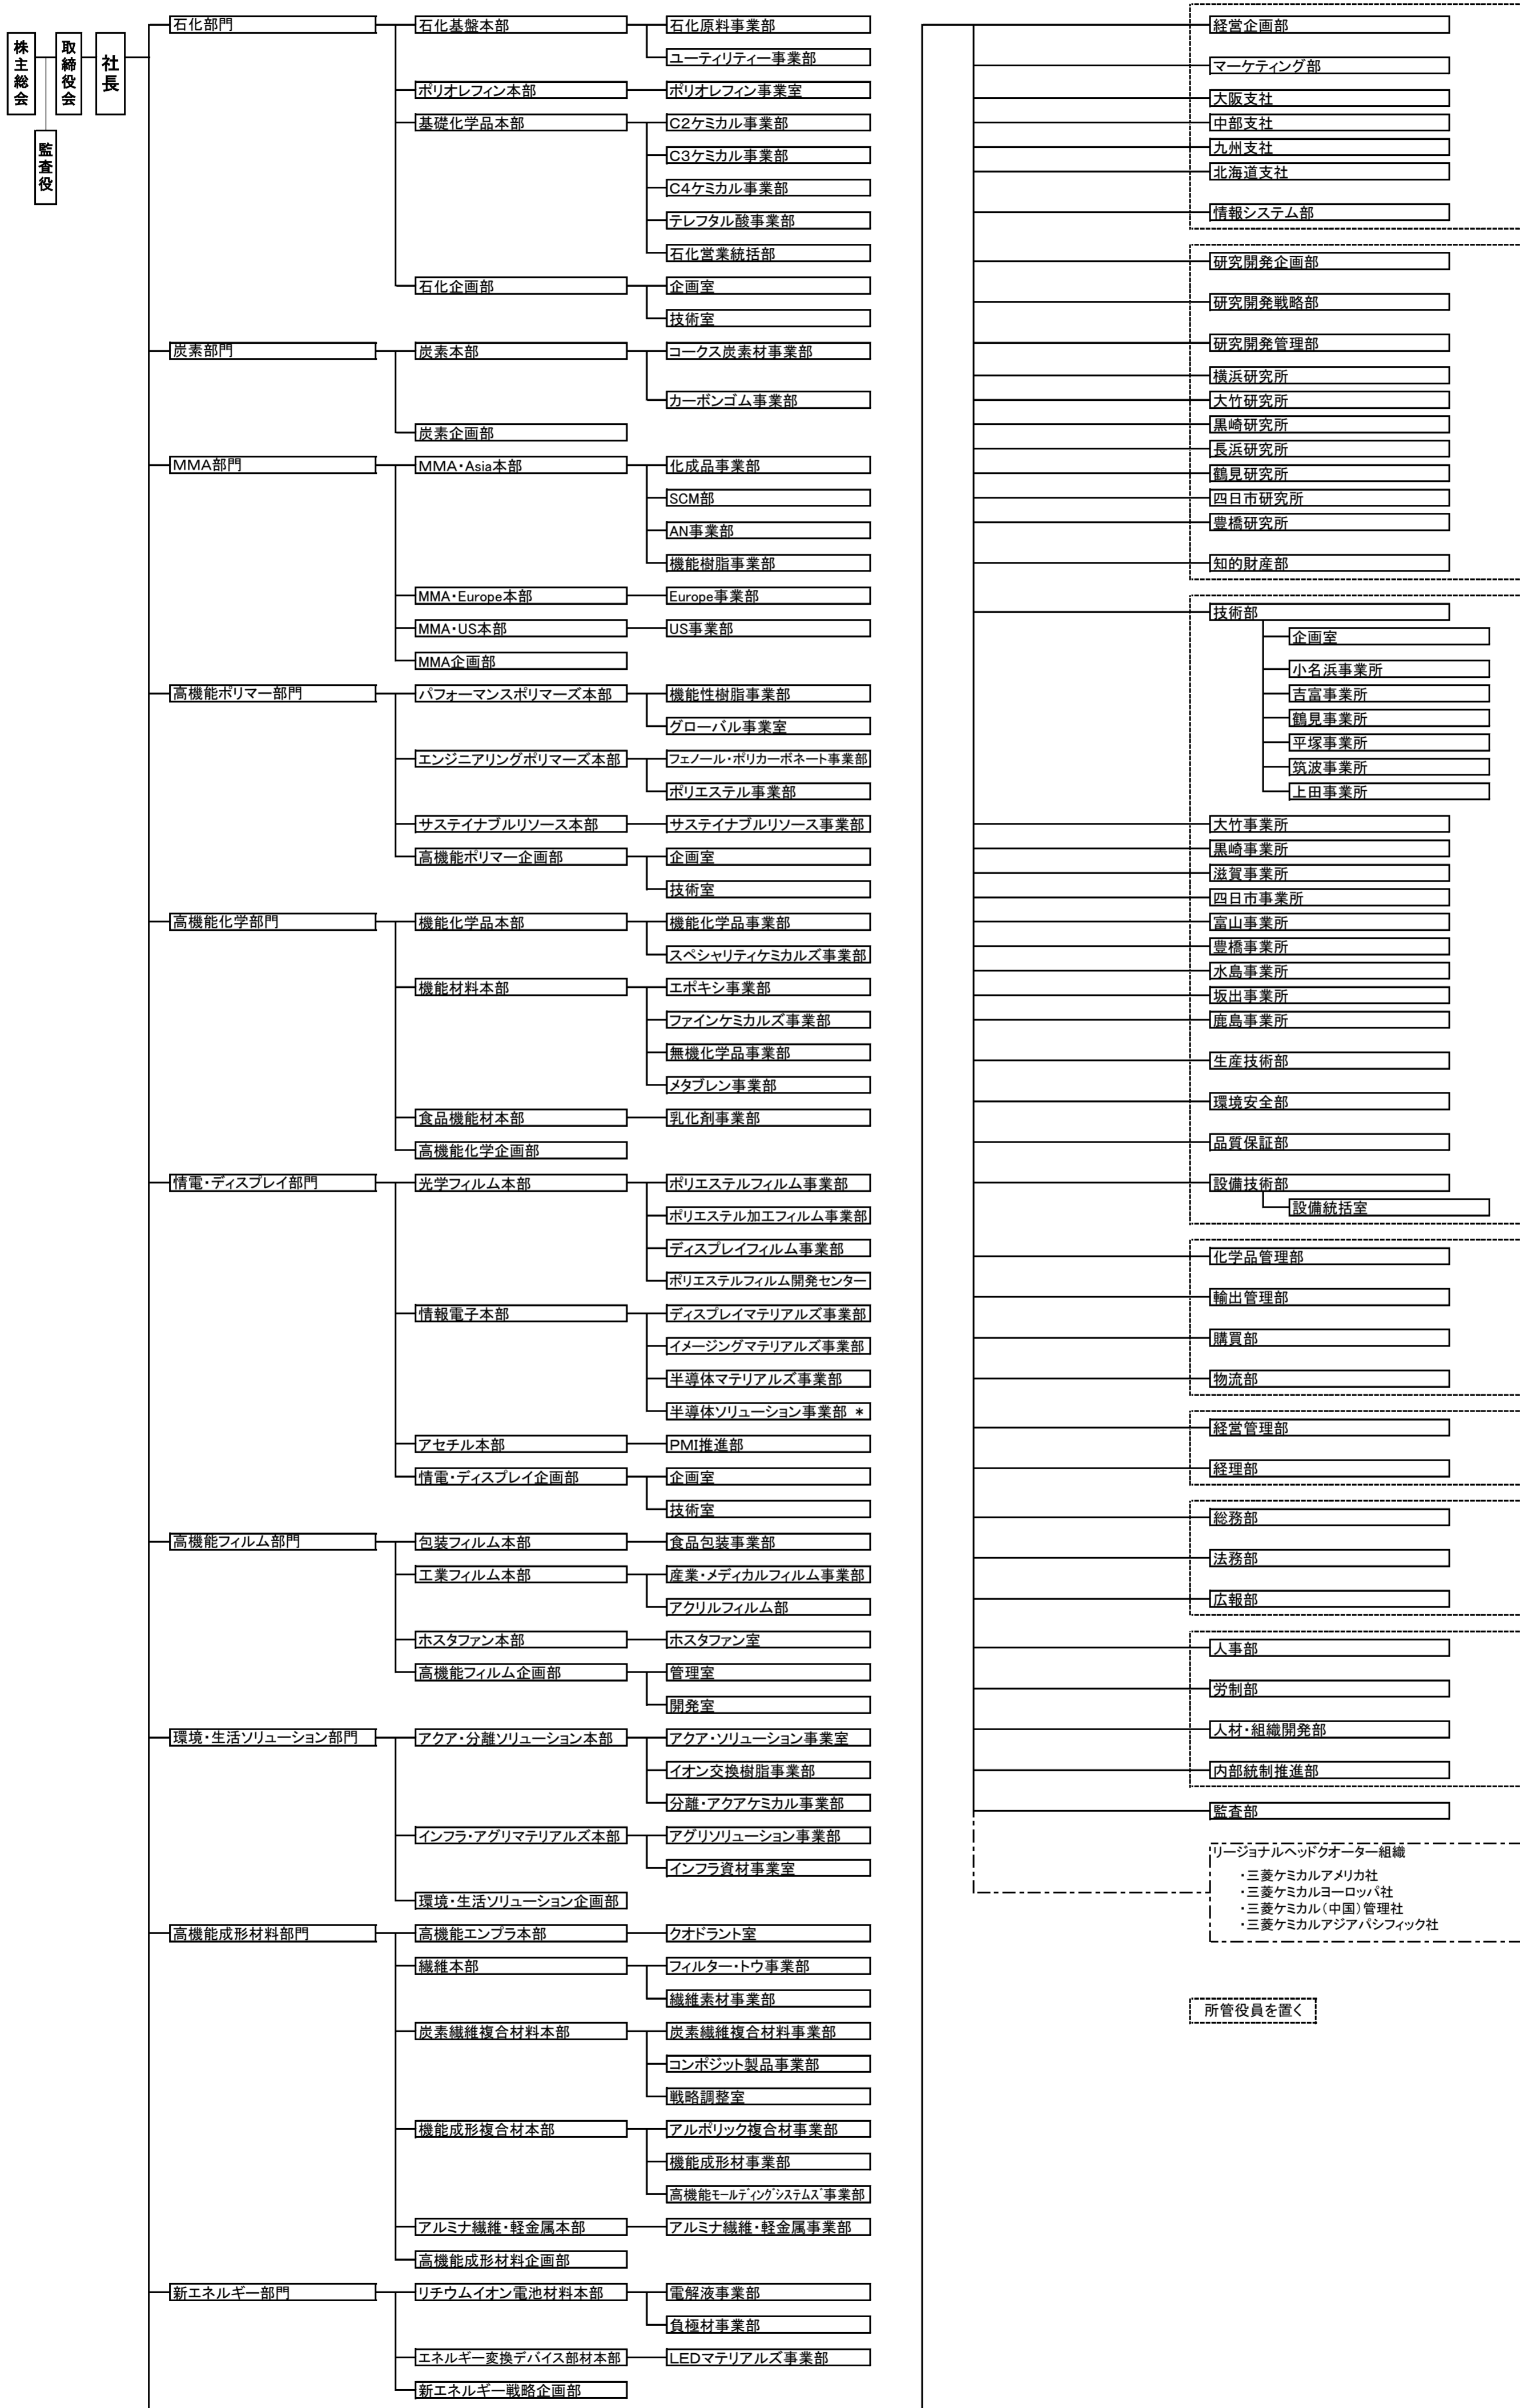 株主総会
取締役会
社長
監査役
石化部門
石化基盤本部
石化原料事業部
ユーティリティー事業部
ポリオレフィン本部
ポリオレフィン事業室
基礎化学品本部
C2ケミカル事業部
C3ケミカル事業部
C4ケミカル事業部
テレフタル酸事業部
石化営業統括部
石化企画部
企画室
技術室
炭素部門
炭素本部
コークス炭素材事業部
カーボンゴム事業部
炭素企画部
MMA部門
MMA・Asia本部
化成品事業部
SCM部
AN事業部
機能樹脂事業部
MMA・Europe本部
Europe事業部
MMA・US本部
US事業部
MMA企画部
高機能ポリマー部門
パフォーマンスポリマーズ本部
機能性樹脂事業部
グローバル事業室
エンジニアリングポリマーズ本部
フェノール・ポリカーボネート事業部
ポリエステル事業部
サステイナブルリソース本部
サステイナブルリソース事業部
高機能ポリマー企画部
企画室
技術室
高機能化学部門
機能化学品本部
機能化学品事業部
スペシャリティケミカルズ事業部
機能材料本部
エポキシ事業部
ファインケミカルズ事業部
無機化学品事業部
メタブレン事業部
食品機能材本部
乳化剤事業部
高機能化学企画部
情電・ディスプレイ部門
光学フィルム本部
ポリエステルフィルム事業部
ポリエステル加工フィルム事業部
ディスプレイフィルム事業部
ポリエステルフィルム開発センター
情報電子本部
ディスプレイマテリアルズ事業部
イメージングマテリアルズ事業部
半導体マテリアルズ事業部
半導体ソリューション事業部 *
アセチル本部
PMI推進部
情電・ディスプレイ企画部
企画室
技術室
高機能フィルム部門
包装フィルム本部
食品包装事業部
工業フィルム本部
産業・メディカルフィルム事業部
アクリルフィルム部
ホスタファン本部
ホスタファン室
高機能フィルム企画部
管理室
開発室
環境・生活ソリューション部門
アクア・分離ソリューション本部
アクア・ソリューション事業室
イオン交換樹脂事業部
分離・アクアケミカル事業部
インフラ・アグリマテリアルズ本部
アグリソリューション事業部
インフラ資材事業室
環境・生活ソリューション企画部
高機能成形材料部門
高機能エンプラ本部
クオドラント室
繊維本部
フィルター・トウ事業部
繊維素材事業部
炭素繊維複合材料本部
炭素繊維複合材料事業部
コンポジット製品事業部
戦略調整室
機能成形複合材本部
アルポリック複合材事業部
機能成形材事業部
高機能ﾓｰﾙﾃﾞｨﾝｸﾞｼｽﾃﾑｽﾞ事業部
アルミナ繊維・軽金属本部
アルミナ繊維・軽金属事業部
高機能成形材料企画部
新エネルギー部門
リチウムイオン電池材料本部
電解液事業部
負極材事業部
エネルギー変換デバイス部材本部
LEDマテリアルズ事業部
新エネルギー戦略企画部
経営企画部
マーケティング部
大阪支社
中部支社
九州支社
北海道支社
情報システム部
研究開発企画部
研究開発戦略部
研究開発管理部
横浜研究所
大竹研究所
黒崎研究所
長浜研究所
鶴見研究所
四日市研究所
豊橋研究所
知的財産部
技術部
企画室
小名浜事業所
吉富事業所
鶴見事業所
平塚事業所
筑波事業所
上田事業所
大竹事業所
黒崎事業所
滋賀事業所
四日市事業所
富山事業所
豊橋事業所
水島事業所
坂出事業所
鹿島事業所
生産技術部
環境安全部
品質保証部
設備技術部
設備統括室
化学品管理部
輸出管理部
購買部
物流部
経営管理部
経理部
総務部
法務部
広報部
人事部
労制部
人材・組織開発部
内部統制推進部
監査部
リージョナルヘッドクオーター組織
・三菱ケミカルアメリカ社
・三菱ケミカルヨーロッパ社
・三菱ケミカル（中国）管理社
・三菱ケミカルアジアパシフィック社
所管役員を置く